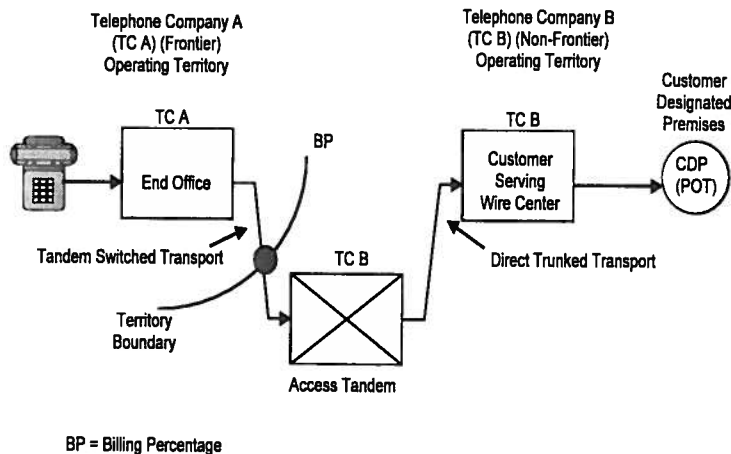 Telephone Company A
(TC A) (Frontier)
Operating Territory
Telephone Company B
(TC B) (Non-Frontier)
Operating Territory
Customer
Designated
Premises
TC A
End Office
BP
TC B
Customer
Serving
Wire Center
CDP
(POT)
Tandem Switched Transport
TC B
Direct Trunked Transport
Territory
Boundary
Access Tandem
BP = Billing Percentage